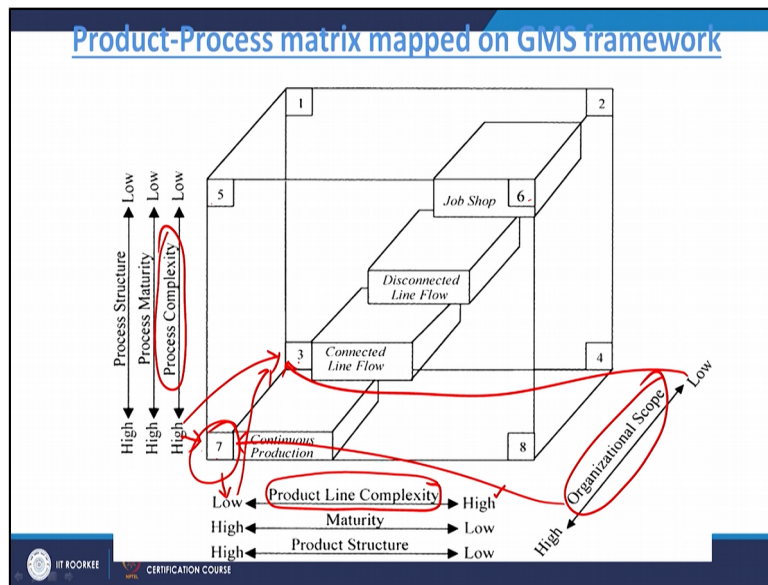 Product-Process matrix mapped on GMS framework
1
2
5
6
Job Shop
Disconnected
Line Flow
3
Connected
Line Flow
4
7
Continuous
Production
8
Low
Process Structure
High
Low
Process Maturity
High
Low
Process Complexity
High
Low
Organizational Scope
High
Low Product Line Complexity High
High Maturity Low
High Product Structure Low
IIT ROORKEE
NPTEL
CERTIFICATION COURSE